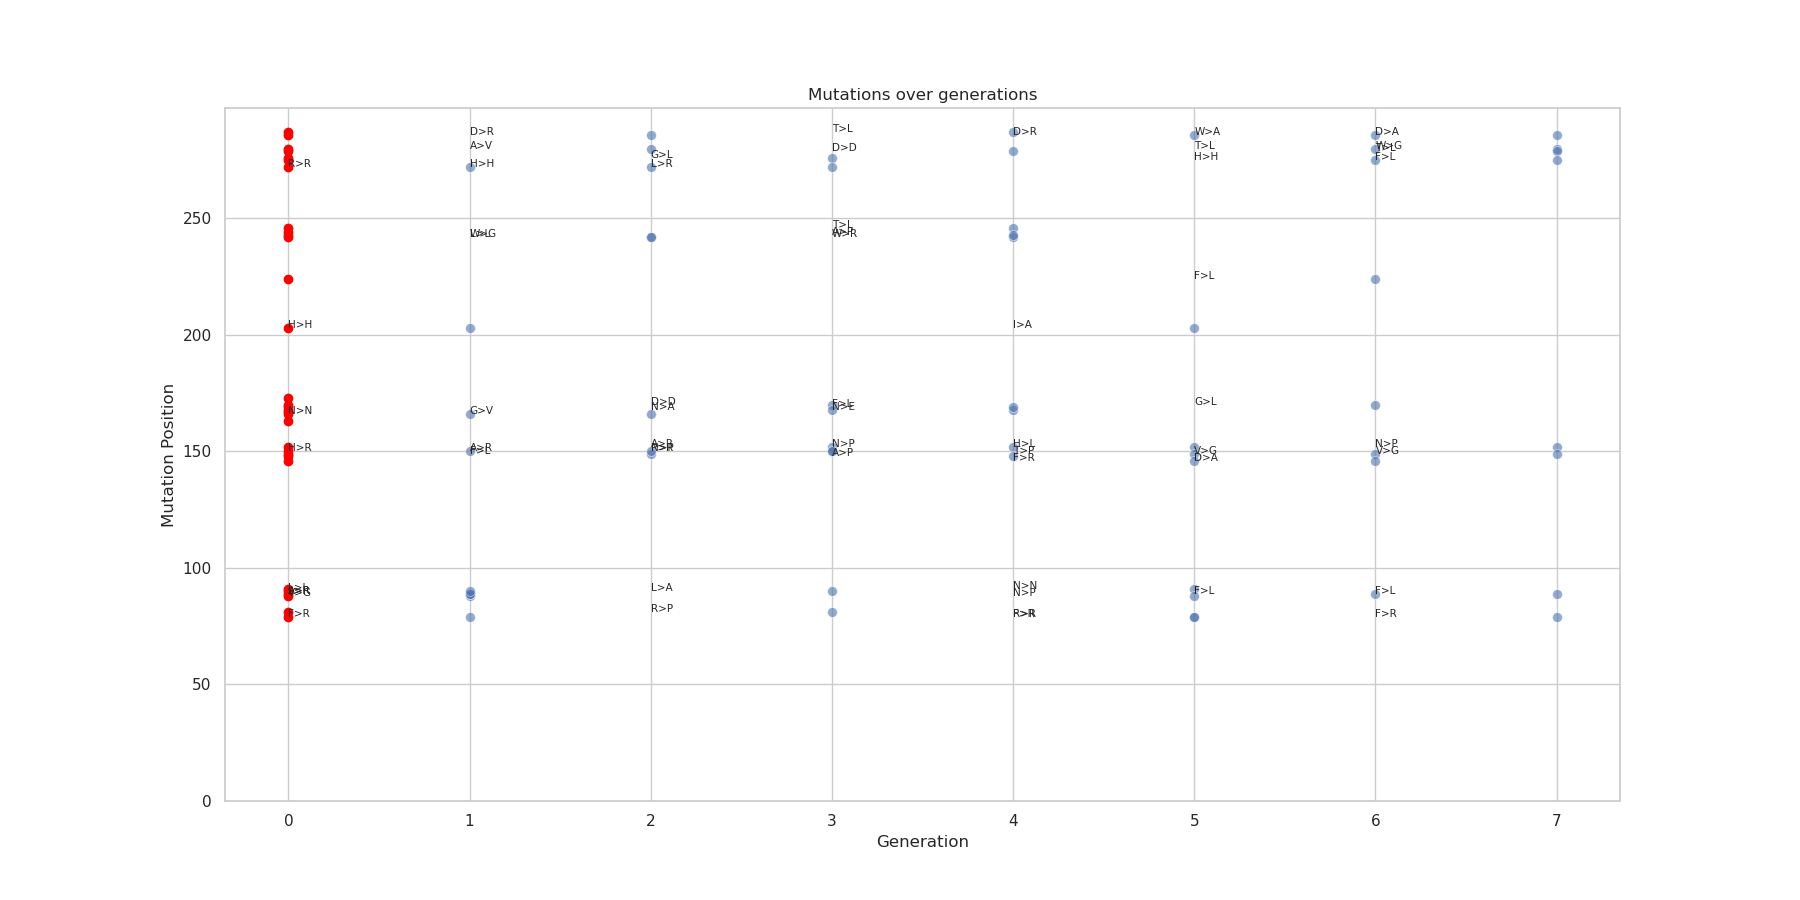 Mutations over generations
D>R
T>L
D>R
W>A
D>A
A>V
D>D
T>L
W>G
G>L
H>H
F>L
R>R
H>H
L>R
250
T>L
W>R
F>L
200
H>H
I>A
D>D
G>L
N>N
G>V
N>A
N>E
H>R
A>R
F>L
A>R
N>P
A>P
H>L
T>P
F>R
V>G
D>A
N>P
V>G
150
100
L>A
N>N
N>P
F>L
F>L
F>R
R>P
F>R
50
0
0 1 2 3 4 5 6 7
Generation
Mutation Position